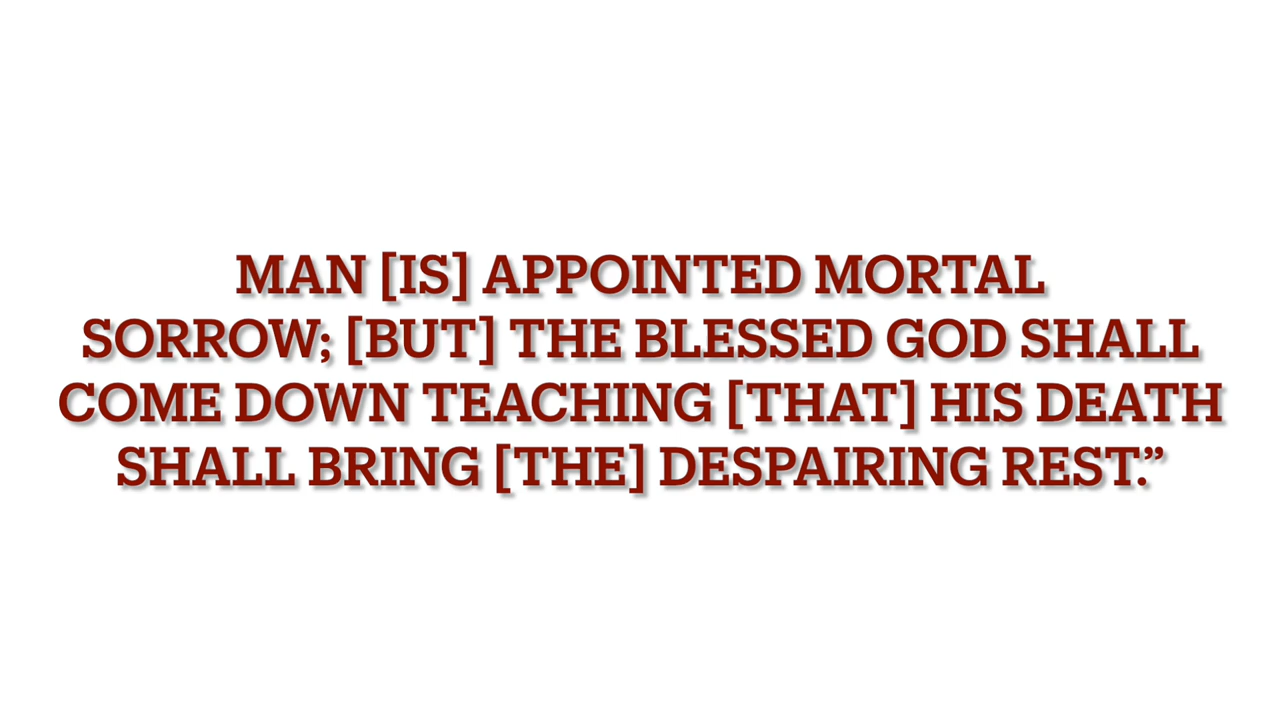 MAN [IS] APPOINTED MORTAL
SORROW; [BUT] THE BLESSED GOD SHALL
COME DOWN TEACHING [THAT] HIS DEATH
SHALL BRING [THE] DESPAIRING REST.”